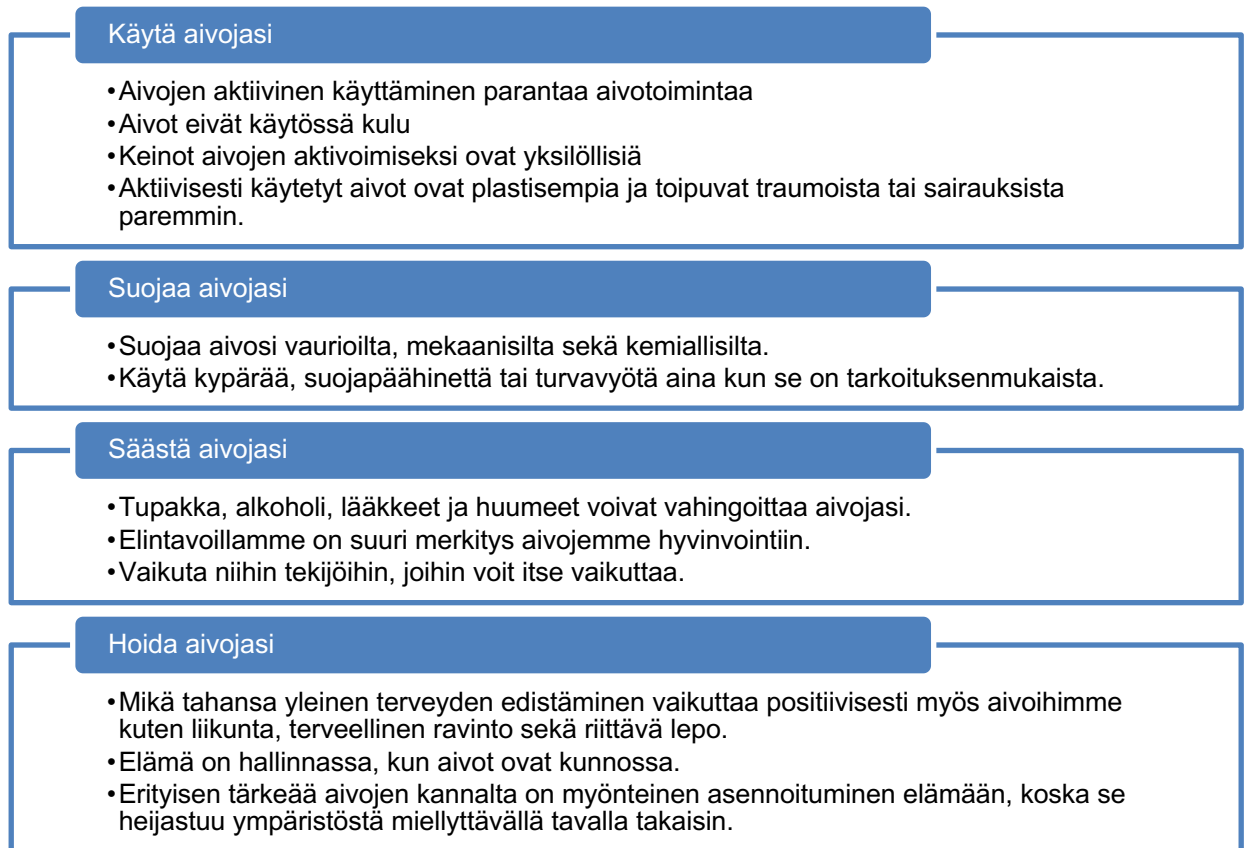 Käytä aivojasi
•Aivojen aktiivinen käyttäminen parantaa aivotoimintaa
•Aivot eivät käytössä kulu
•Keinot aivojen aktivoimiseksi ovat yksilöllisiä
•Aktiivisesti käytetyt aivot ovat plastisempia ja toipuvat traumoista tai sairauksista
paremmin.
Suojaa aivojasi
•Suojaa aivosi vaurioilta, mekaanisilta sekä kemiallisilta.
•Käytä kypärää, suojapäähinettä tai turvavyötä aina kun se on tarkoituksenmukaista.
Säästä aivojasi
•Tupakka, alkoholi, lääkkeet ja huumeet voivat vahingoittaa aivojasi.
•Elintavoillamme on suuri merkitys aivojemme hyvinvointiin.
•Vaikuta niihin tekijöihin, joihin voit itse vaikuttaa.
Hoida aivojasi
•Mikä tahansa yleinen terveyden edistäminen vaikuttaa positiivisesti myös aivoihimme
kuten liikunta, terveellinen ravinto sekä riittävä lepo.
•Elämä on hallinnassa, kun aivot ovat kunnossa.
•Erityisen tärkeää aivojen kannalta on myönteinen asennoituminen elämään, koska se
heijastuu ympäristöstä miellyttävällä tavalla takaisin.